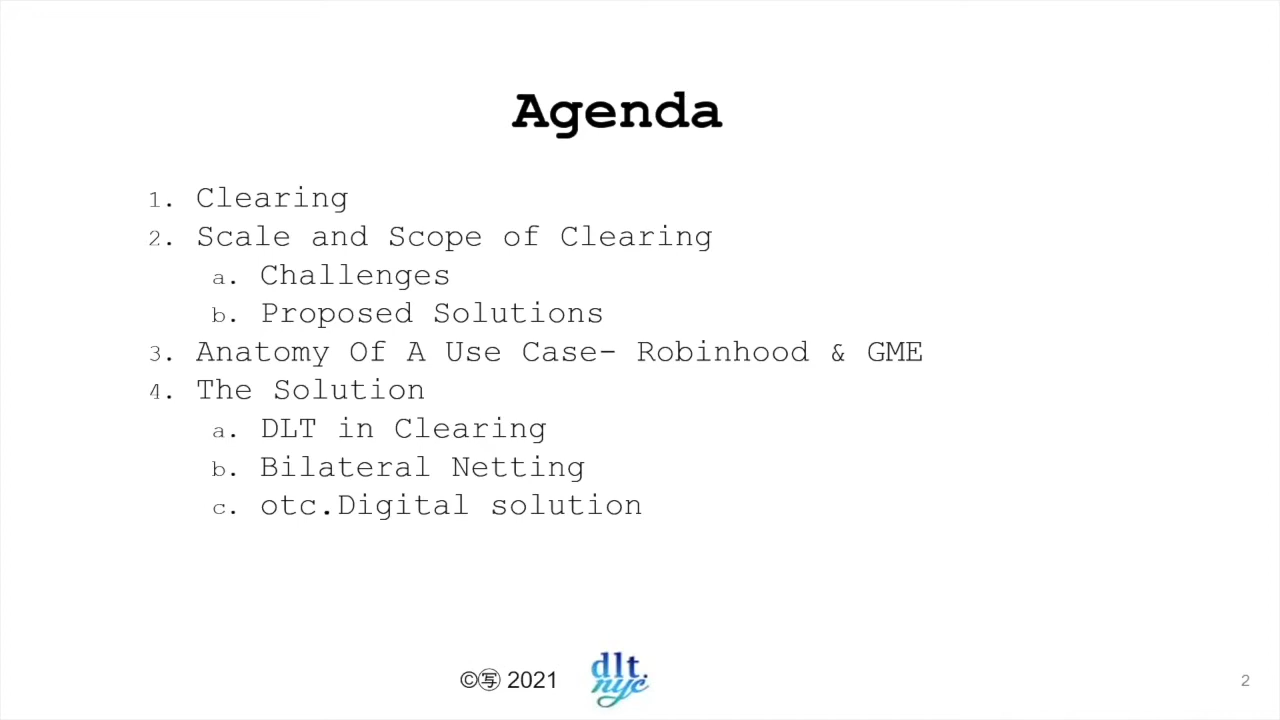 Agenda
1. Clearing
2. Scale and Scope of Clearing
a. Challenges
b. Proposed Solutions
3. Anatomy Of A Use Case- Robinhood & GME
4. The Solution
a. DLT in Clearing
b. Bilateral Netting
c. otc.Digital solution
©㊢ 2021
dlt.
nyc
2